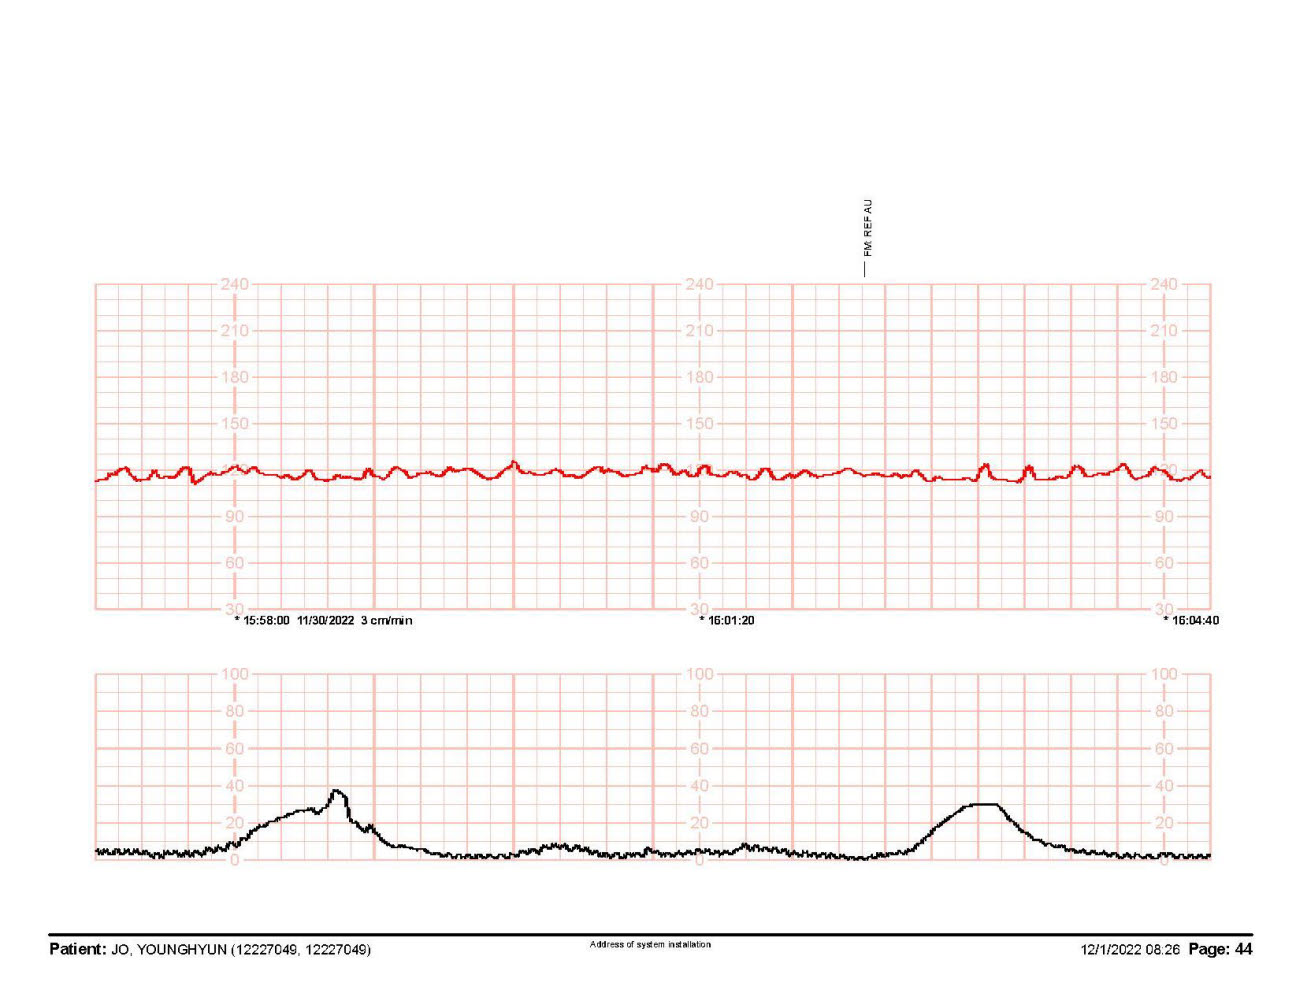 FM: REF AU
240 240 240
210 210 210
180 180 180
150 150 150
90 90 90
60 60 60
30 30 30
* 15:58:00 11/30/2022 3 cm/min * 16:01:20 * 16:04:40
100 100 100
80 80 80
60 60 60
40 40 40
20 20 20
0 0 0
Patient: JO, YOUNGHYUN (12227049, 12227049) Address of system installation 12/1/2022 08:26 Page: 44